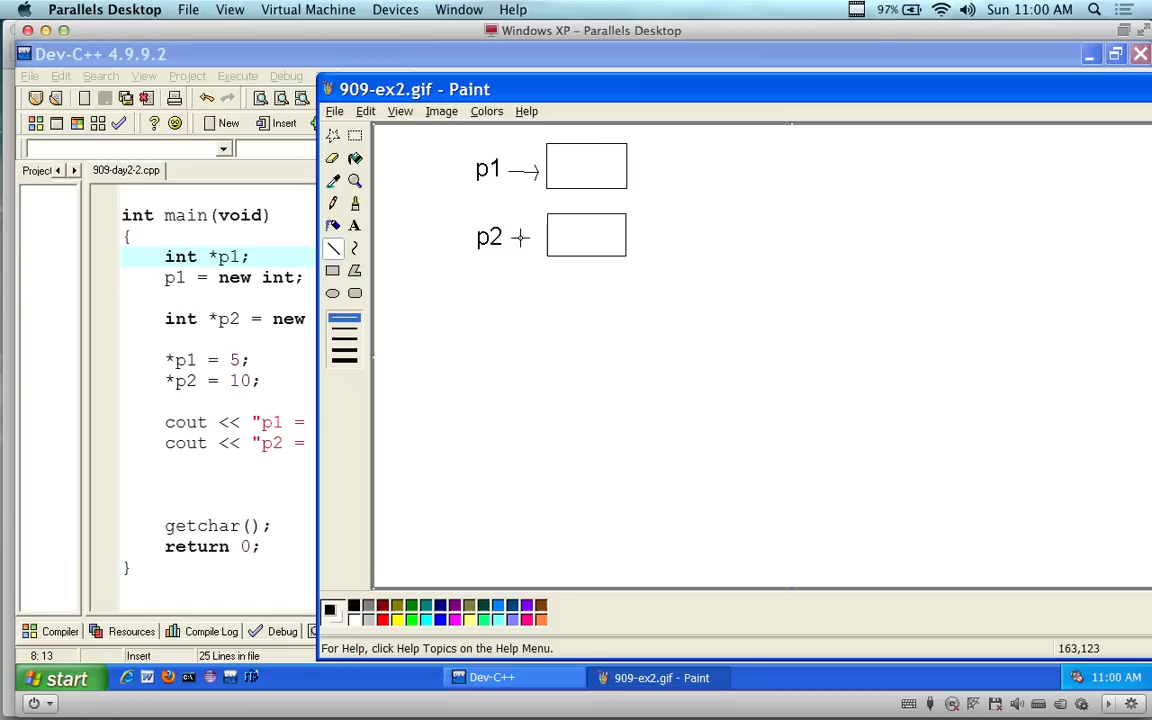 Parallels Desktop File View Virtual Machine Devices Window Help 97% Sun 11:00 AM
Windows XP - Parallels Desktop
Dev-C++ 4.9.9.2
File Edit Search View Project Execute Debug
909-ex2.gif - Paint
File Edit View Image Colors Help
New Insert
Projec 909-day2-2.cpp
int main(void)
{
int *p1;
p1 = new int;
int *p2 = new
*p1 = 5;
*p2 = 10;
cout << "p1 =
cout << "p2 =
getchar();
return 0;
}
p1
p2
A
Compiler Resources Compile Log Debug
8:13 Insert 25 Lines in file
For Help, click Help Topics on the Help Menu. 163,123
start Dev-C++ 909-ex2.gif - Paint 11:00 AM